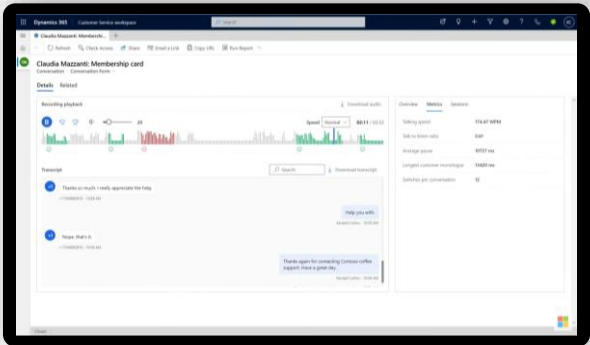 Dynamics 365 Customer Service workspace Search
Claudia Mazzanti: Membersh...
Refresh Check Access Share Email a Link Copy URL Run Report
Claudia Mazzanti: Membership card
Conversation · Conversation Form
Details Related
Recording playback Download audio
Speed Normal
Overview Metrics Sessions
Talking speed
Talk to listen ratio
Average pause
Longest customer monologue
Switches per conversation 12
Transcript Search Download transcript
Thanks so much. I really appreciate the help.
Help you with.
Nope, that's it.
Thanks again for contacting Contoso coffee
support. Have a great day.